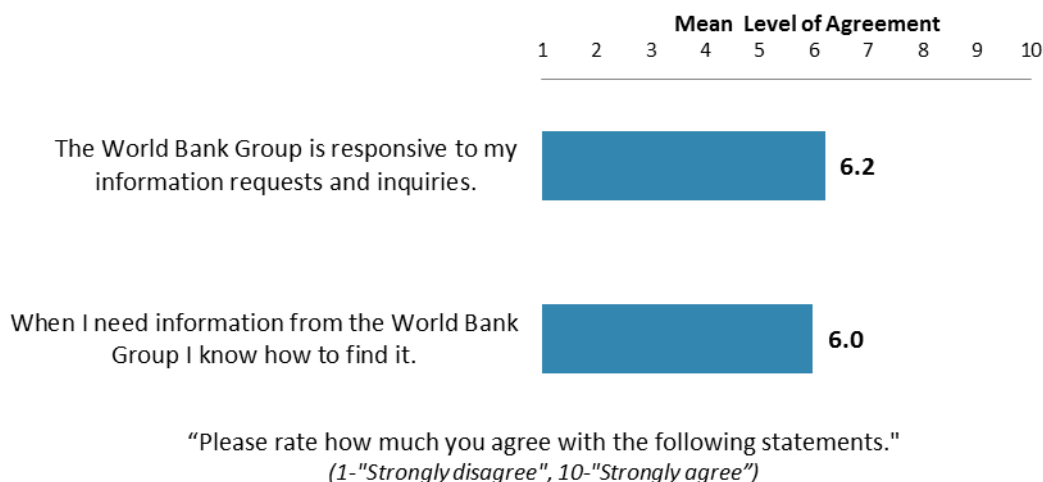 Mean Level of Agreement
1 2 3 4 5 6 7 8 9 10
The World Bank Group is responsive to my
information requests and inquiries.
6.2
When I need information from the World Bank
Group I know how to find it.
6.0
“Please rate how much you agree with the following statements."
(1-"Strongly disagree", 10-"Strongly agree”)